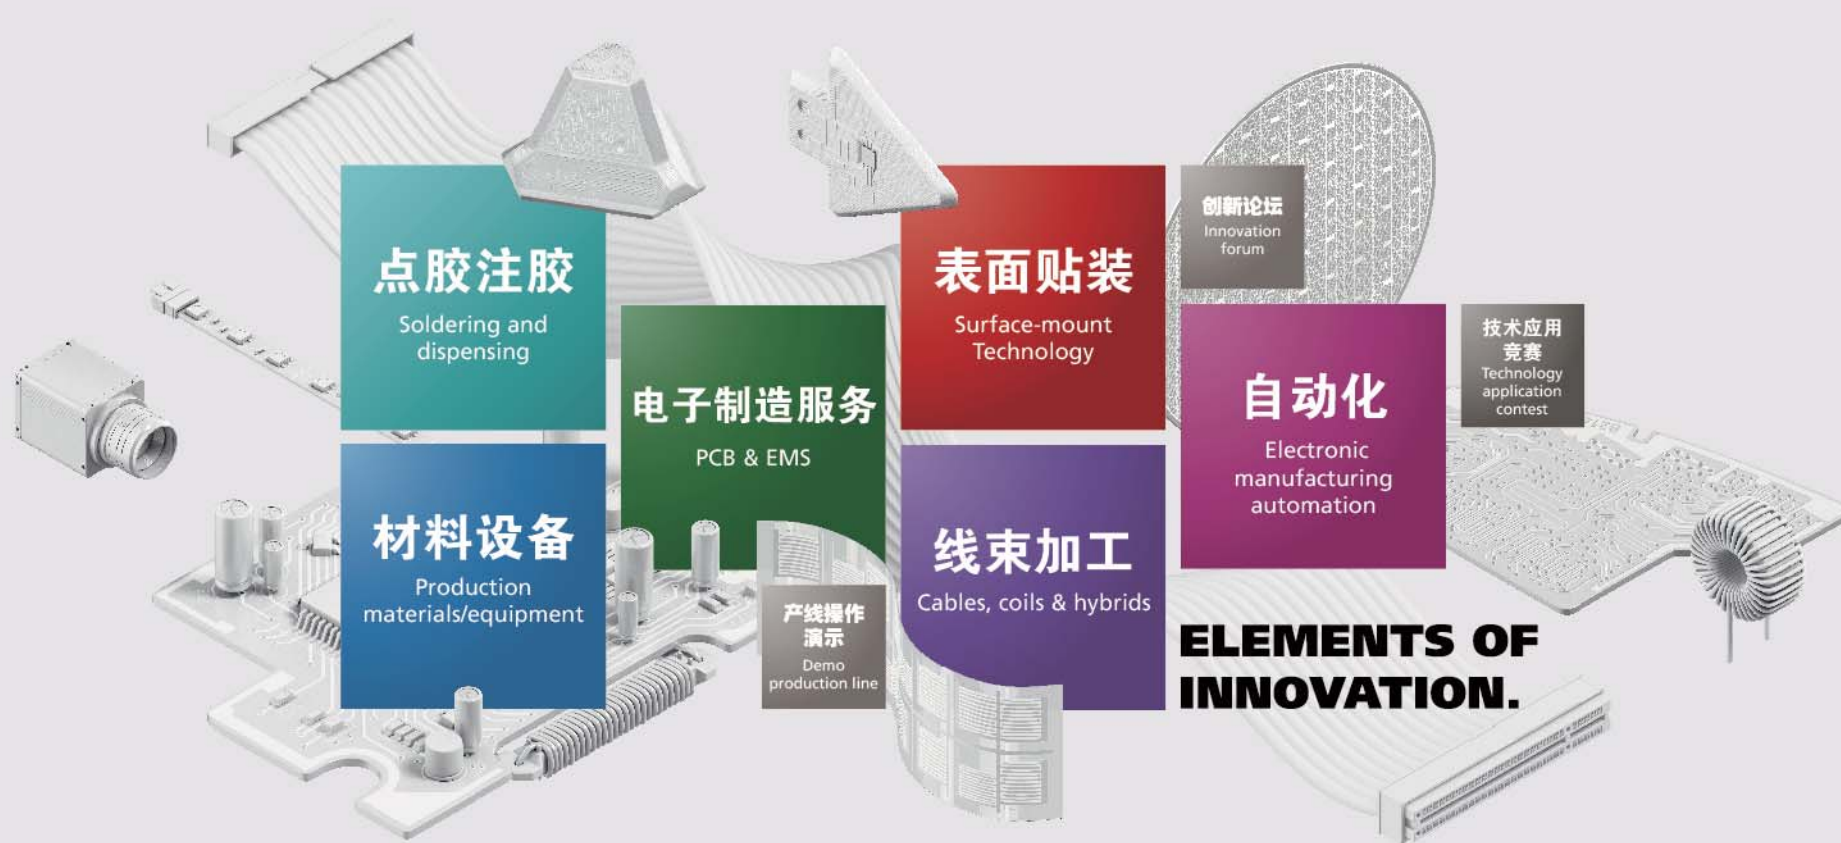 点胶注胶
Soldering and
dispensing
材料设备
Production
materials/equipment
电子制造服务
PCB & EMS
产线操作
演示
Demo
production line
表面贴装
Surface-mount
Technology
线束加工
Cables, coils & hybrids
创新论坛
Innovation
forum
自动化
Electronic
manufacturing
automation
技术应用
竞赛
Technology
application
contest
ELEMENTS OF
INNOVATION.